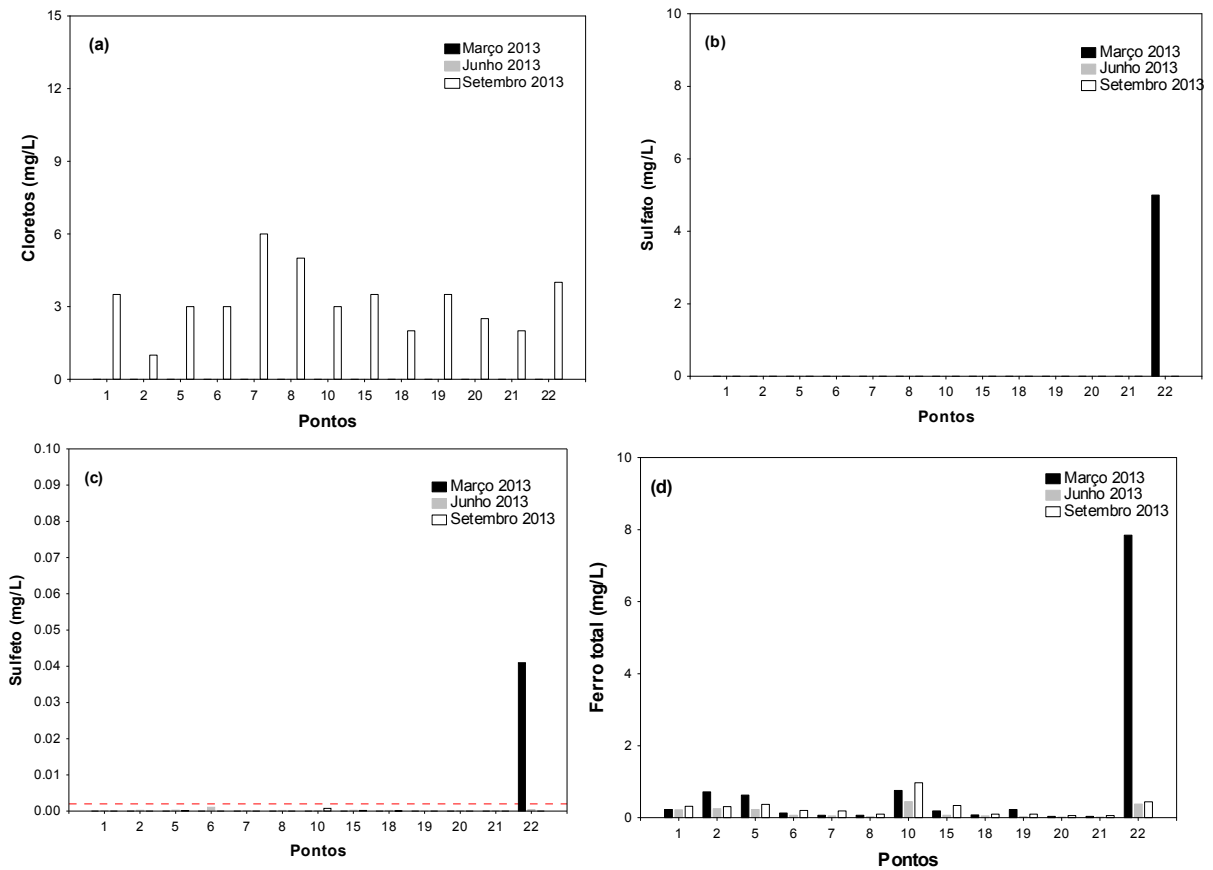 (a)
Março 2013
Junho 2013
Setembro 2013
Cloretos (mg/L)
15
12
9
6
3
0
1 2 5 6 7 8 10 15 18 19 20 21 22
Pontos
(b)
Março 2013
Junho 2013
Setembro 2013
Sulfato (mg/L)
10
8
6
4
2
0
1 2 5 6 7 8 10 15 18 19 20 21 22
Pontos
(c)
Março 2013
Junho 2013
Setembro 2013
Sulfeto (mg/L)
0.10
0.09
0.08
0.07
0.06
0.05
0.04
0.03
0.02
0.01
0.00
1 2 5 6 7 8 10 15 18 19 20 21 22
Pontos
(d)
Março 2013
Junho 2013
Setembro 2013
Ferro total (mg/L)
10
8
6
4
2
0
1 2 5 6 7 8 10 15 18 19 20 21 22
Pontos